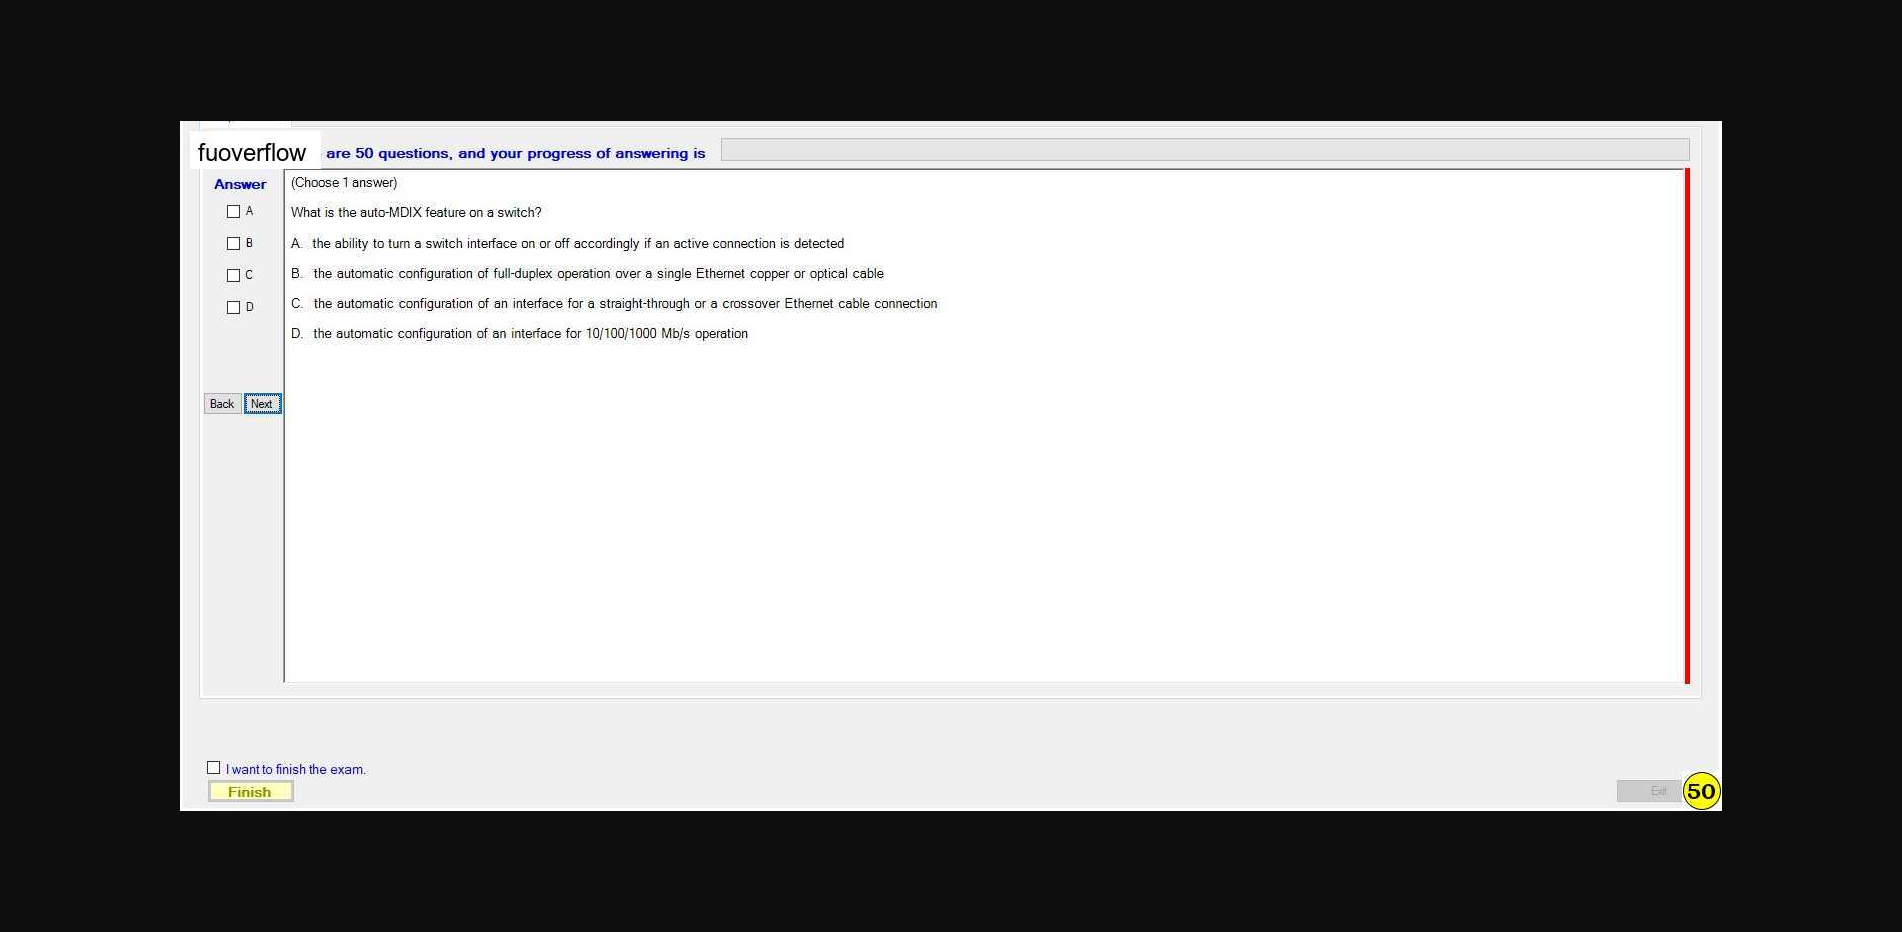 fuoverflow are 50 questions, and your progress of answering is
Answer
(Choose 1 answer)
A
What is the auto-MDIX feature on a switch?
B
A. the ability to turn a switch interface on or off accordingly if an active connection is detected
C
B. the automatic configuration of full-duplex operation over a single Ethernet copper or optical cable
D
C. the automatic configuration of an interface for a straight-through or a crossover Ethernet cable connection
D. the automatic configuration of an interface for 10/100/1000 Mb/s operation
Back Next
I want to finish the exam.
Finish
Exit
50